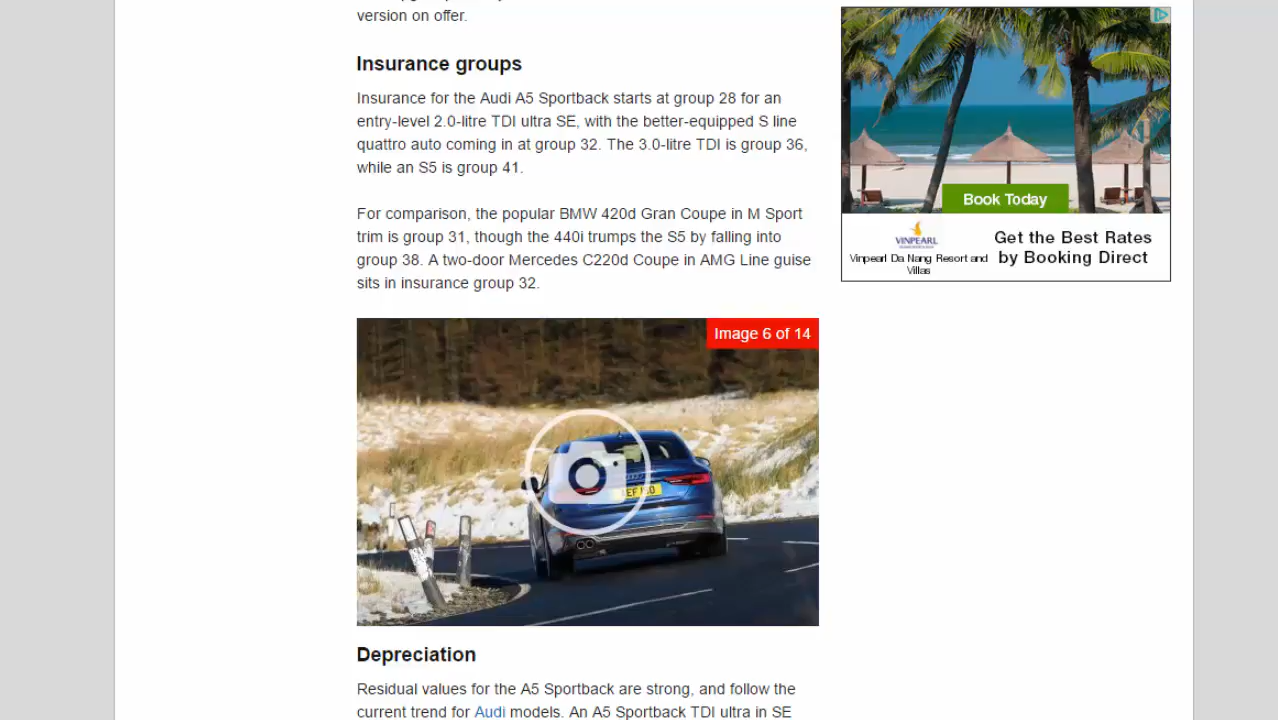 version on offer.
Insurance groups
Insurance for the Audi A5 Sportback starts at group 28 for an
entry-level 2.0-litre TDI ultra SE, with the better-equipped S line
quattro auto coming in at group 32. The 3.0-litre TDI is group 36,
while an S5 is group 41.
For comparison, the popular BMW 420d Gran Coupe in M Sport
trim is group 31, though the 440i trumps the S5 by falling into
group 38. A two-door Mercedes C220d Coupe in AMG Line guise
sits in insurance group 32.
Image 6 of 14
Depreciation
Residual values for the A5 Sportback are strong, and follow the
current trend for Audi models. An A5 Sportback TDI ultra in SE
Book Today
VINPEARL
Vinpearl Da Nang Resort and
Villas
Get the Best Rates
by Booking Direct